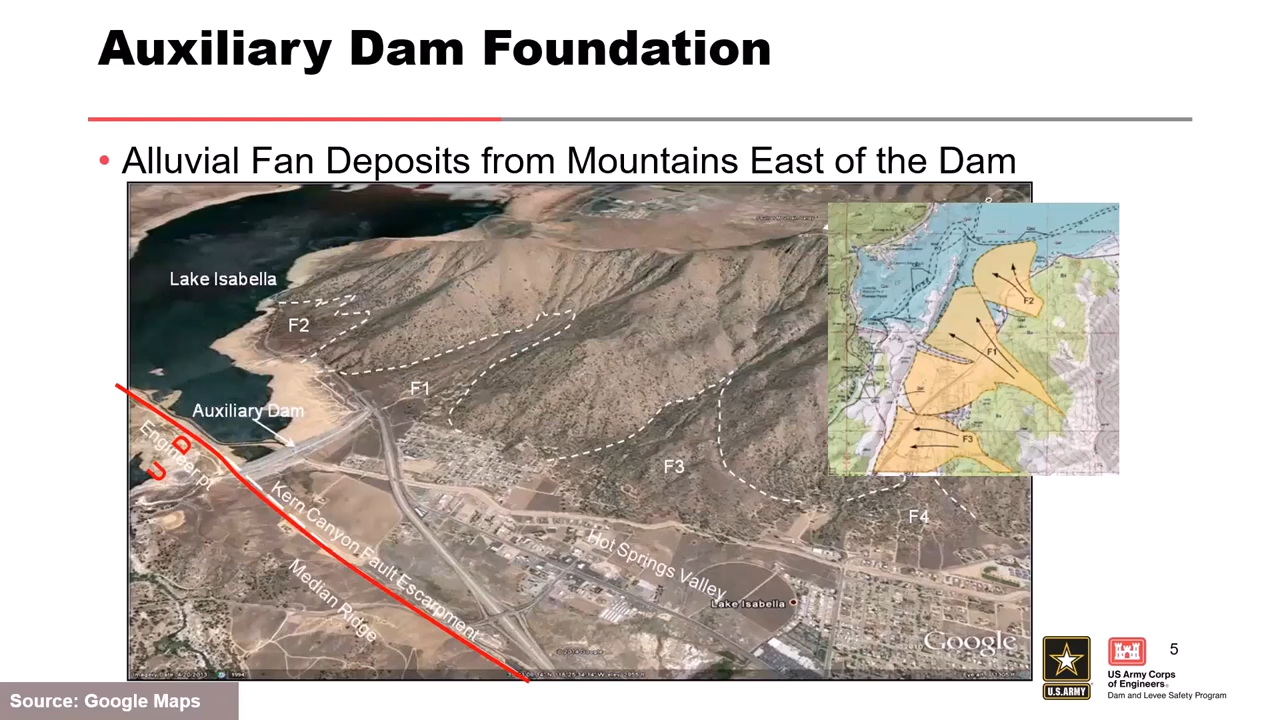 Auxiliary Dam Foundation
• Alluvial Fan Deposits from Mountains East of the Dam
Lake Isabella
F2
F1
Auxiliary Dam
Engineer pt
D
U
Kern Canyon Fault Escarpment
Median Ridge
F3
F4
Hot Springs Valley
Lake Isabella
Google
F2
F1
F3
U.S.ARMY
US Army Corps
of Engineers®
Dam and Levee Safety Program
5
Source: Google Maps